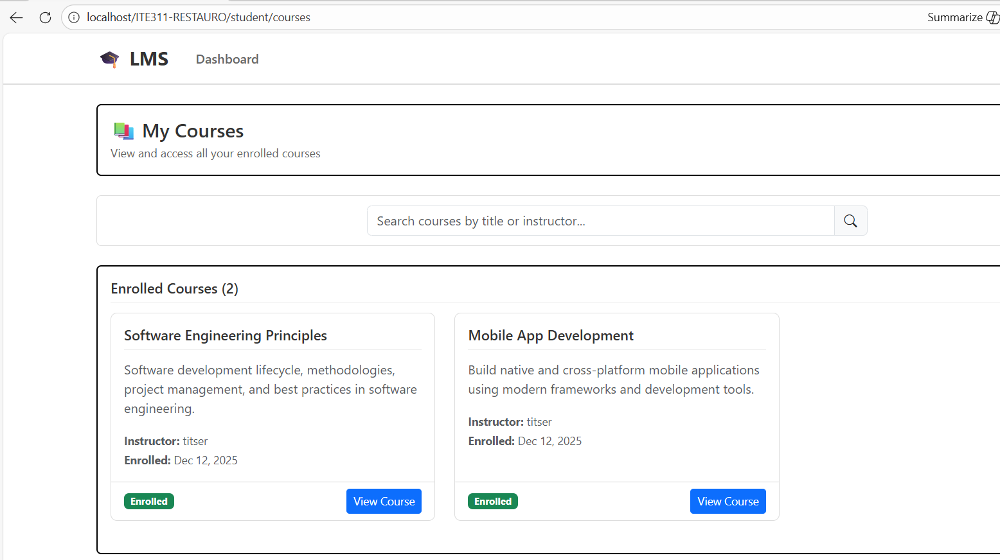 localhost/ITE311-RESTAURO/student/courses
Summarize
LMS
Dashboard
My Courses
View and access all your enrolled courses
Search courses by title or instructor...
Enrolled Courses (2)
Software Engineering Principles
Software development lifecycle, methodologies,
project management, and best practices in software
engineering.
Instructor: titser
Enrolled: Dec 12, 2025
Enrolled
View Course
Mobile App Development
Build native and cross-platform mobile applications
using modern frameworks and development tools.
Instructor: titser
Enrolled: Dec 12, 2025
Enrolled
View Course